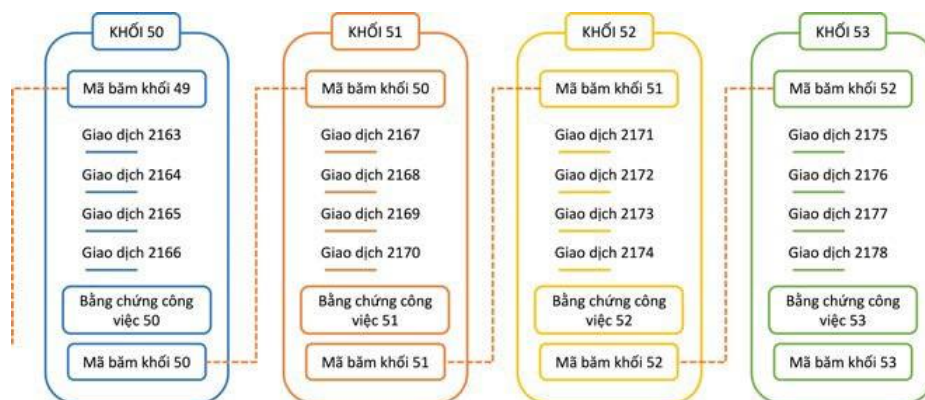 KHỐI 50
Mã băm khối 49
Giao dịch 2163
Giao dịch 2164
Giao dịch 2165
Giao dịch 2166
Bằng chứng công
việc 50
Mã băm khối 50
KHỐI 51
Mã băm khối 50
Giao dịch 2167
Giao dịch 2168
Giao dịch 2169
Giao dịch 2170
Bằng chứng công
việc 51
Mã băm khối 51
KHỐI 52
Mã băm khối 51
Giao dịch 2171
Giao dịch 2172
Giao dịch 2173
Giao dịch 2174
Bằng chứng công
việc 52
Mã băm khối 52
KHỐI 53
Mã băm khối 52
Giao dịch 2175
Giao dịch 2176
Giao dịch 2177
Giao dịch 2178
Bằng chứng công
việc 53
Mã băm khối 53